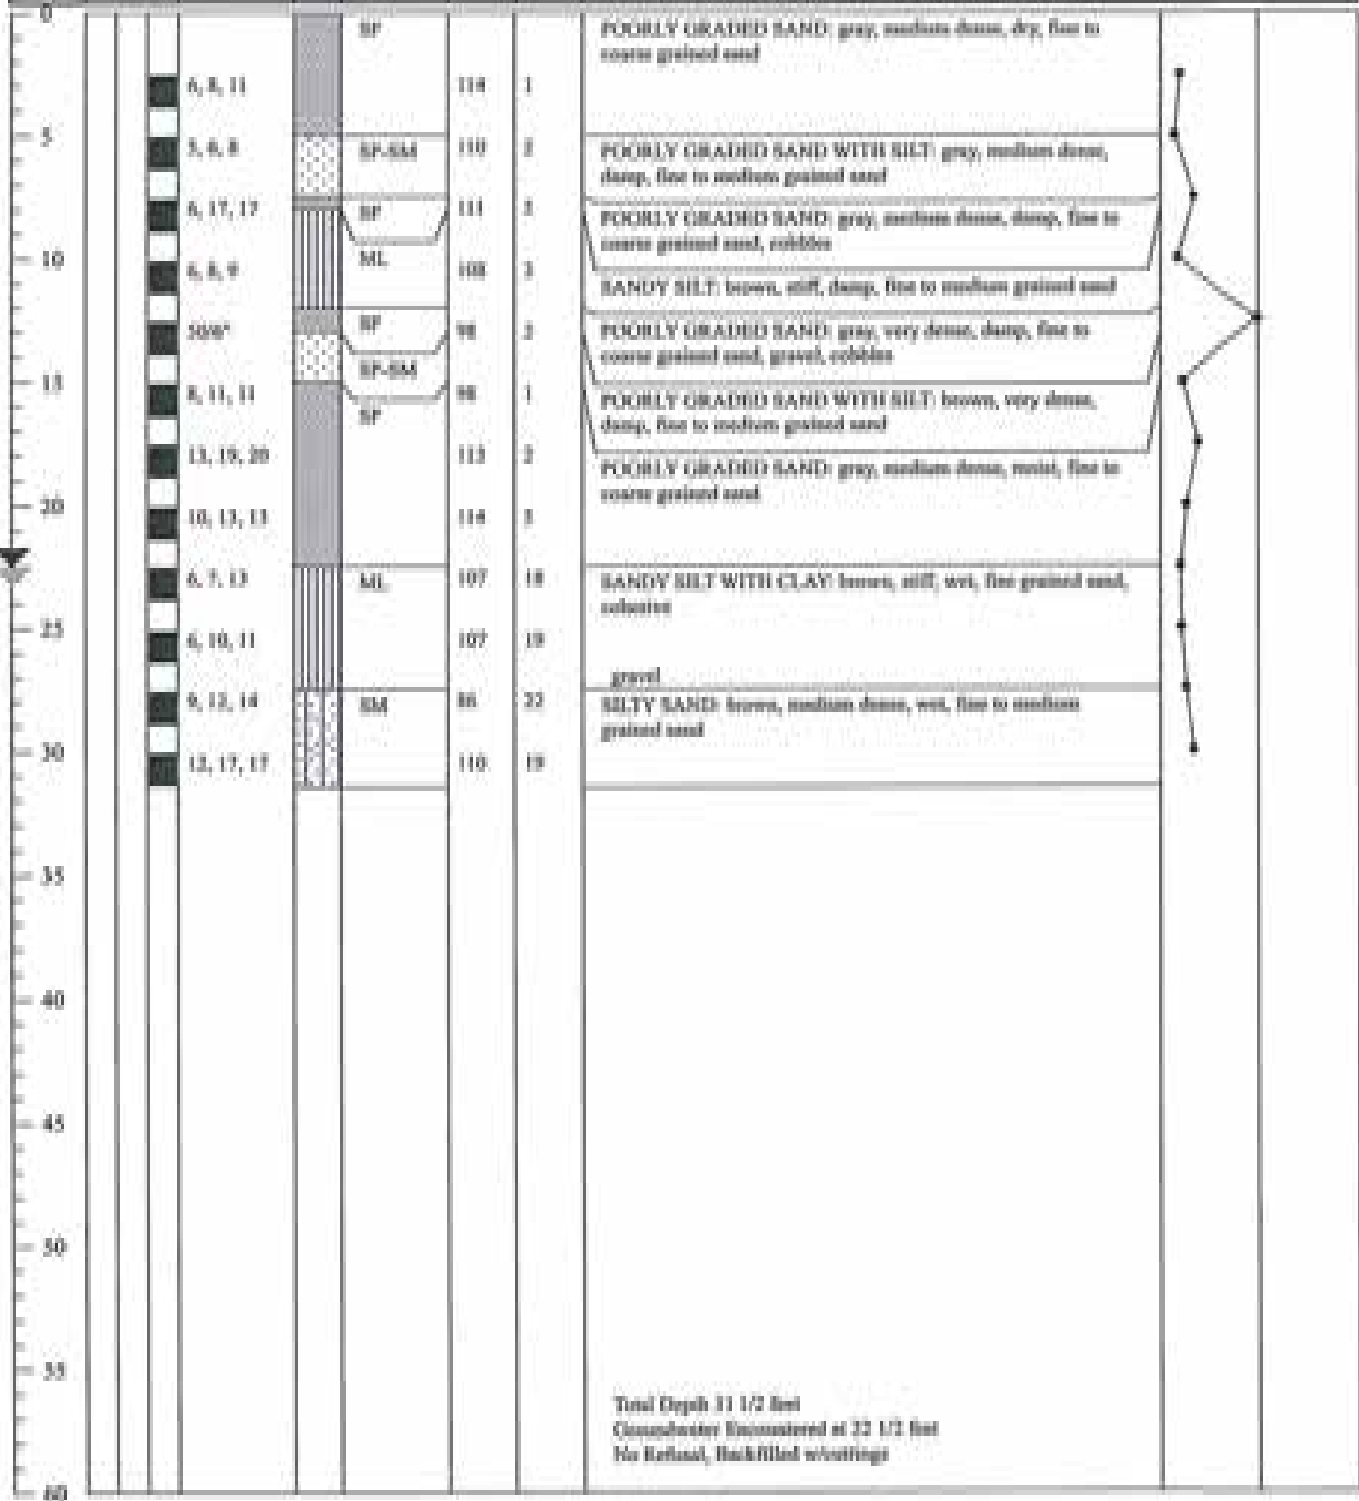 0
SP
POORLY GRADED SAND: gray, medium dense, dry, fine to
coarse grained sand
6, 8, 11 114 1
5
5, 6, 8 SP-SM 110 2
POORLY GRADED SAND WITH SILT: gray, medium dense,
damp, fine to medium grained sand
6, 17, 17 SP 2
POORLY GRADED SAND: gray, medium dense, damp, fine to
coarse grained sand, cobbles
10
6, 8, 9 ML 108 3
SANDY SILT: brown, stiff, damp, fine to medium grained sand
50/6" SP 98 2
POORLY GRADED SAND: gray, very dense, damp, fine to
coarse grained sand, gravel, cobbles
SP-SM
15
8, 11, 11 98 1
SP
POORLY GRADED SAND WITH SILT: brown, very dense,
damp, fine to medium grained sand
13, 19, 20 2
POORLY GRADED SAND: gray, medium dense, moist, fine to
coarse grained sand
20
114
6, 7, 13 ML 107 18
SANDY SILT WITH CLAY: brown, stiff, wet, fine grained sand,
cohesive
25
6, 10, 11 107 19
gravel
9, 12, 14 SM 86 22
SILTY SAND: brown, medium dense, wet, fine to medium
grained sand
30
12, 17, 17 110 19
35
40
45
50
55
Total Depth 31 1/2 feet
Groundwater Encountered at 22 1/2 feet
No Refusal, Backfilled w/cuttings
60